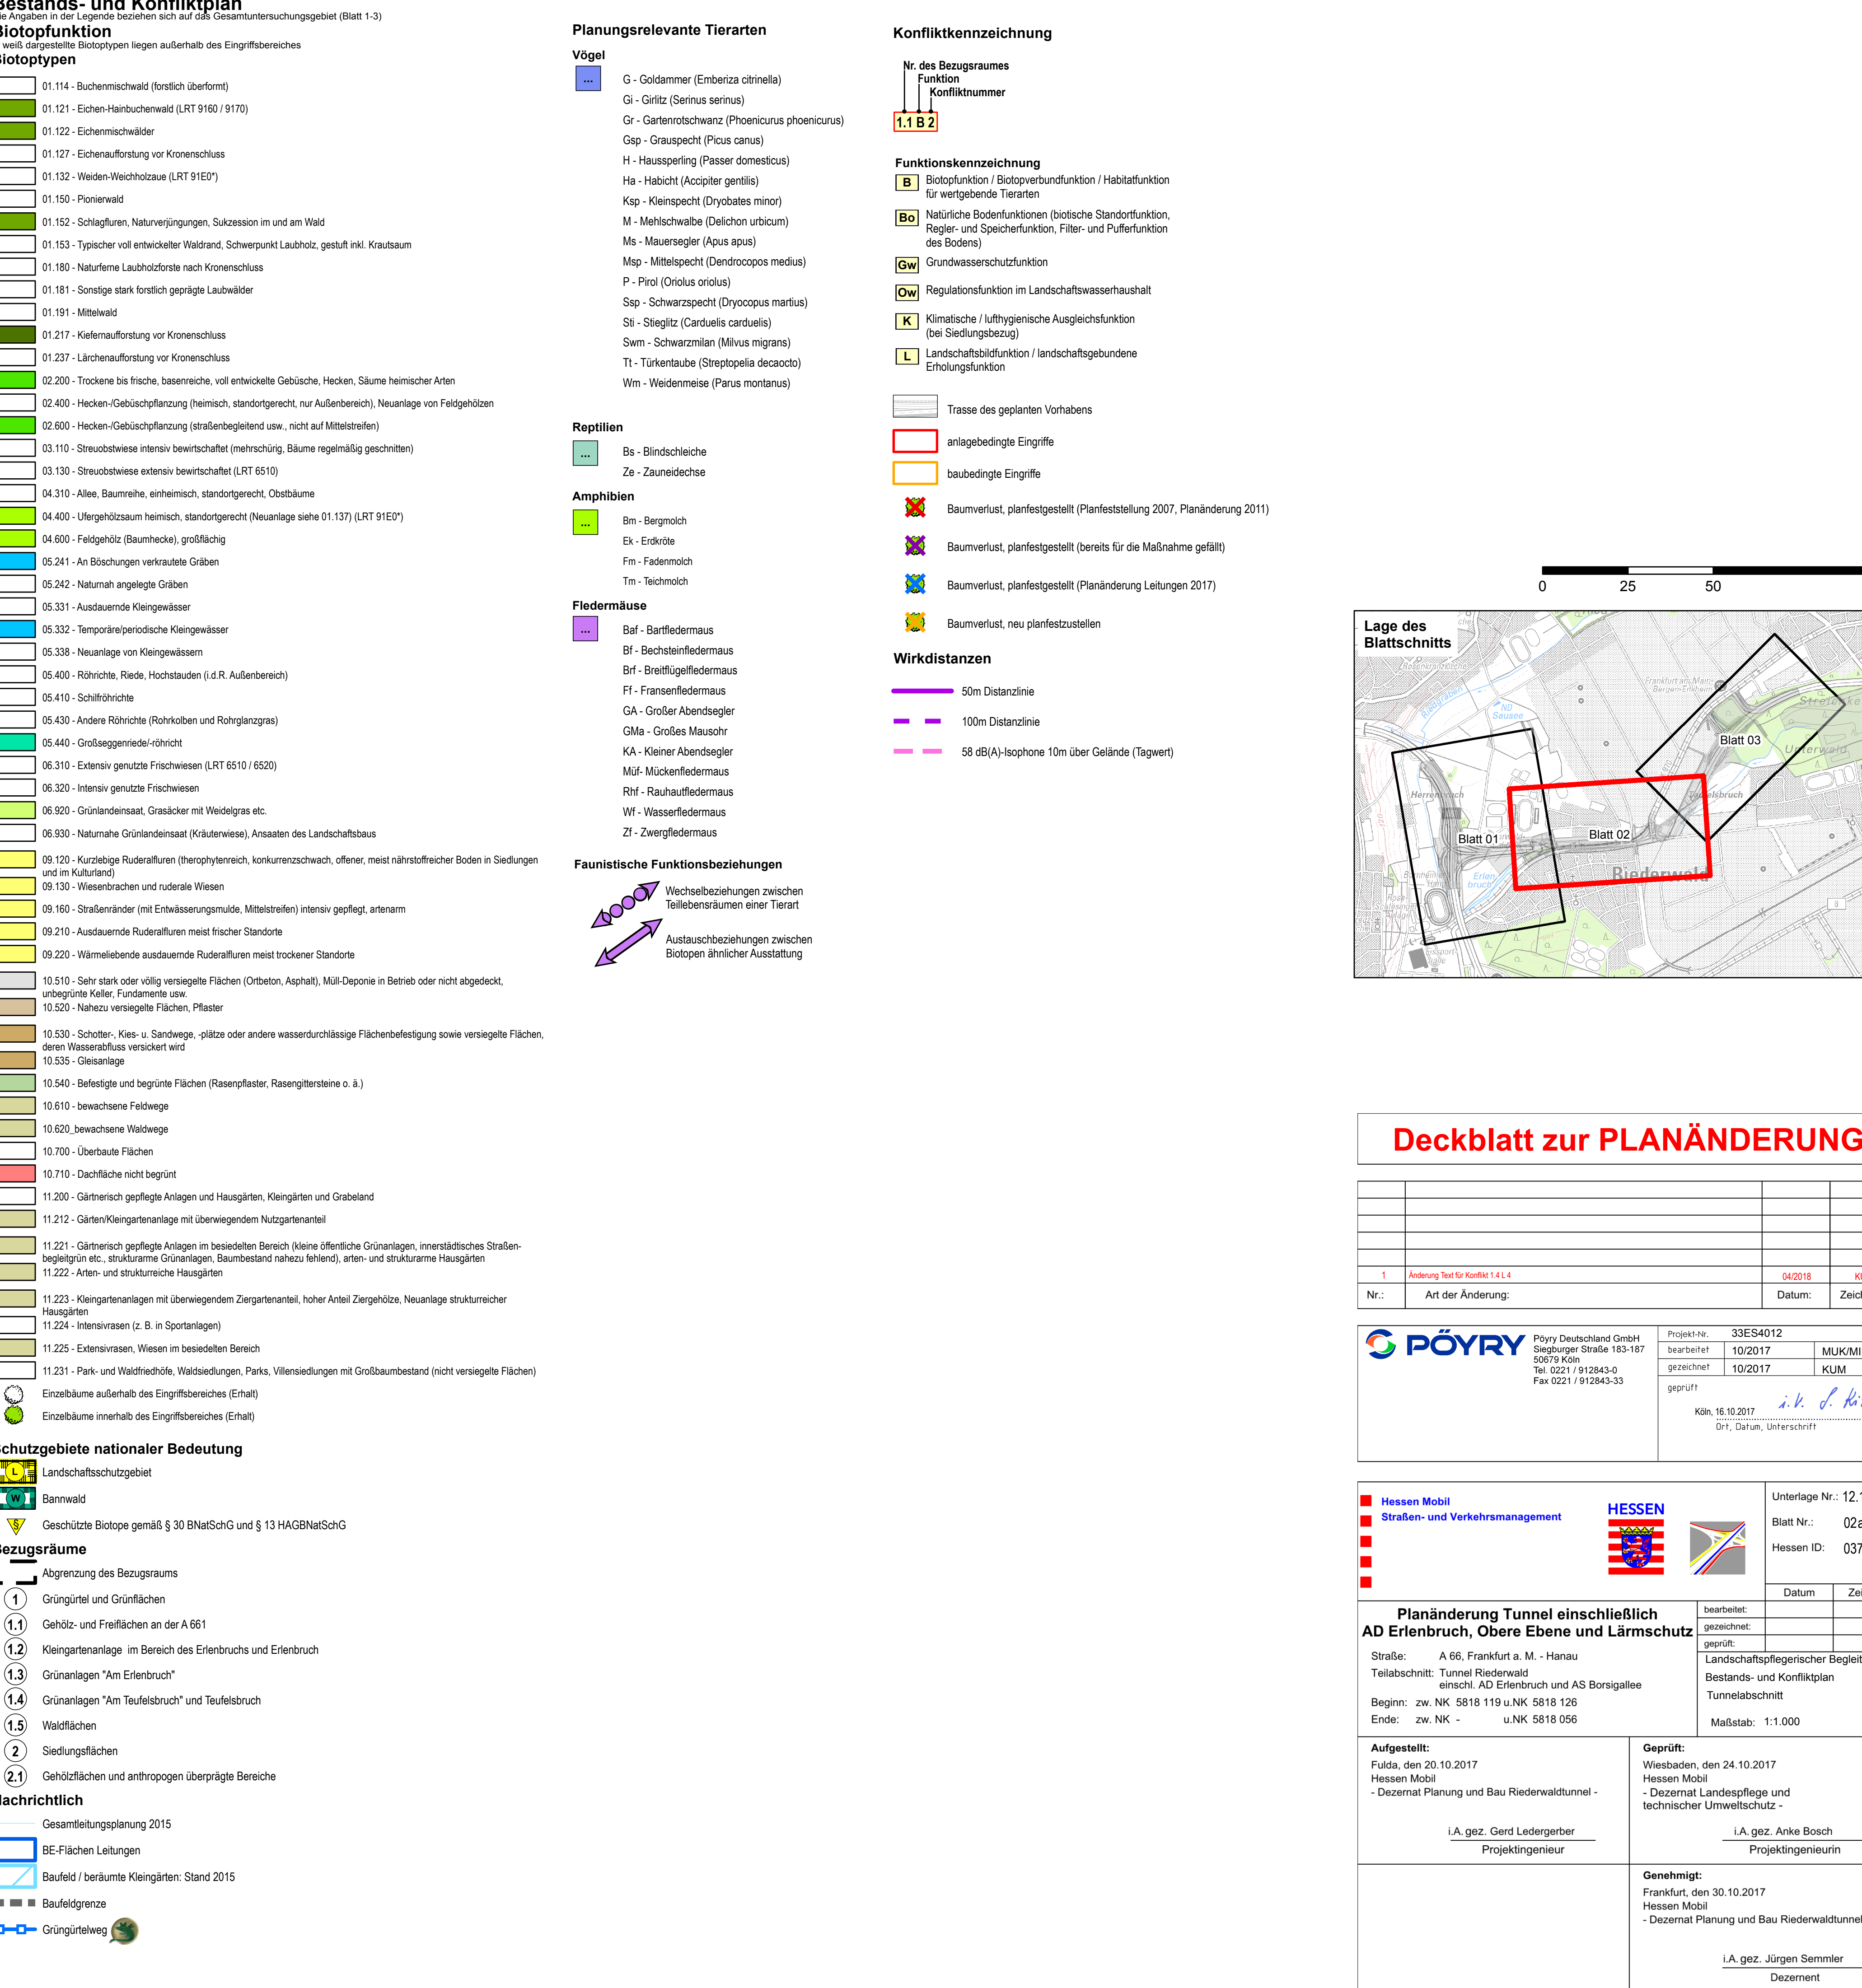 Bestands- und Konfliktplan
ie Angaben in der Legende beziehen sich auf das Gesamtuntersuchungsgebiet (Blatt 1-3)
Biotopfunktion
weiß dargestellte Biotoptypen liegen außerhalb des Eingriffsbereiches
Biotoptypen
01.114 - Buchenmischwald (forstlich überformt)
01.121 - Eichen-Hainbuchenwald (LRT 9160 / 9170)
01.122 - Eichenmischwälder
01.127 - Eichenaufforstung vor Kronenschluss
01.132 - Weiden-Weichholzaue (LRT 91E0*)
01.150 - Pionierwald
01.152 - Schlagfluren, Naturverjüngungen, Sukzession im und am Wald
01.153 - Typischer voll entwickelter Waldrand, Schwerpunkt Laubholz, gestuft inkl. Krautsaum
01.180 - Naturferne Laubholzforste nach Kronenschluss
01.181 - Sonstige stark forstlich geprägte Laubwälder
01.191 - Mittelwald
01.217 - Kiefernaufforstung vor Kronenschluss
01.237 - Lärchenaufforstung vor Kronenschluss
02.200 - Trockene bis frische, basenreiche, voll entwickelte Gebüsche, Hecken, Säume heimischer Arten
02.400 - Hecken-/Gebüschpflanzung (heimisch, standortgerecht, nur Außenbereich), Neuanlage von Feldgehölzen
02.600 - Hecken-/Gebüschpflanzung (straßenbegleitend usw., nicht auf Mittelstreifen)
03.110 - Streuobstwiese intensiv bewirtschaftet (mehrschürig, Bäume regelmäßig geschnitten)
03.130 - Streuobstwiese extensiv bewirtschaftet (LRT 6510)
04.310 - Allee, Baumreihe, einheimisch, standortgerecht, Obstbäume
04.400 - Ufergehölzsaum heimisch, standortgerecht (Neuanlage siehe 01.137) (LRT 91E0*)
04.600 - Feldgehölz (Baumhecke), großflächig
05.241 - An Böschungen verkrautete Gräben
05.242 - Naturnah angelegte Gräben
05.331 - Ausdauernde Kleingewässer
05.332 - Temporäre/periodische Kleingewässer
05.338 - Neuanlage von Kleingewässern
05.400 - Röhrichte, Riede, Hochstauden (i.d.R. Außenbereich)
05.410 - Schilfröhrichte
05.430 - Andere Röhrichte (Rohrkolben und Rohrglanzgras)
05.440 - Großseggenriede/-röhricht
06.310 - Extensiv genutzte Frischwiesen (LRT 6510 / 6520)
06.320 - Intensiv genutzte Frischwiesen
06.920 - Grünlandeinsaat, Grasäcker mit Weidelgras etc.
06.930 - Naturnahe Grünlandeinsaat (Kräuterwiese), Ansaaten des Landschaftsbaus
09.120 - Kurzlebige Ruderalfluren (therophytenreich, konkurrenzschwach, offener, meist nährstoffreicher Boden in Siedlungen
und im Kulturland)
09.130 - Wiesenbrachen und ruderale Wiesen
09.160 - Straßenränder (mit Entwässerungsmulde, Mittelstreifen) intensiv gepflegt, artenarm
09.210 - Ausdauernde Ruderalfluren meist frischer Standorte
09.220 - Wärmeliebende ausdauernde Ruderalfluren meist trockener Standorte
10.510 - Sehr stark oder völlig versiegelte Flächen (Ortbeton, Asphalt), Müll-Deponie in Betrieb oder nicht abgedeckt,
unbegrünte Keller, Fundamente usw.
10.520 - Nahezu versiegelte Flächen, Pflaster
10.530 - Schotter-, Kies- u. Sandwege, -plätze oder andere wasserdurchlässige Flächenbefestigung sowie versiegelte Flächen,
deren Wasserabfluss versickert wird
10.535 - Gleisanlage
10.540 - Befestigte und begrünte Flächen (Rasenpflaster, Rasengittersteine o. ä.)
10.610 - bewachsene Feldwege
10.620_bewachsene Waldwege
10.700 - Überbaute Flächen
10.710 - Dachfläche nicht begrünt
11.200 - Gärtnerisch gepflegte Anlagen und Hausgärten, Kleingärten und Grabeland
11.212 - Gärten/Kleingartenanlage mit überwiegendem Nutzgartenanteil
11.221 - Gärtnerisch gepflegte Anlagen im besiedelten Bereich (kleine öffentliche Grünanlagen, innerstädtisches Straßen-
begleitgrün etc., strukturarme Grünanlagen, Baumbestand nahezu fehlend), arten- und strukturarme Hausgärten
11.222 - Arten- und strukturreiche Hausgärten
11.223 - Kleingartenanlagen mit überwiegendem Ziergartenanteil, hoher Anteil Ziergehölze, Neuanlage strukturreicher
Hausgärten
11.224 - Intensivrasen (z. B. in Sportanlagen)
11.225 - Extensivrasen, Wiesen im besiedelten Bereich
11.231 - Park- und Waldfriedhöfe, Waldsiedlungen, Parks, Villensiedlungen mit Großbaumbestand (nicht versiegelte Flächen)
Einzelbäume außerhalb des Eingriffsbereiches (Erhalt)
Einzelbäume innerhalb des Eingriffsbereiches (Erhalt)
Schutzgebiete nationaler Bedeutung
L Landschaftsschutzgebiet
W Bannwald
§ Geschützte Biotope gemäß § 30 BNatSchG und § 13 HAGBNatSchG
Bezugsräume
Abgrenzung des Bezugsraums
1 Grüngürtel und Grünflächen
1.1 Gehölz- und Freiflächen an der A 661
1.2 Kleingartenanlage im Bereich des Erlenbruchs und Erlenbruch
1.3 Grünanlagen "Am Erlenbruch"
1.4 Grünanlagen "Am Teufelsbruch" und Teufelsbruch
1.5 Waldflächen
2 Siedlungsflächen
2.1 Gehölzflächen und anthropogen überprägte Bereiche
Nachrichtlich
Gesamtleitungsplanung 2015
BE-Flächen Leitungen
Baufeld / beräumte Kleingärten: Stand 2015
Baufeldgrenze
Grüngürtelweg
Planungsrelevante Tierarten
Vögel
...
G - Goldammer (Emberiza citrinella)
Gi - Girlitz (Serinus serinus)
Gr - Gartenrotschwanz (Phoenicurus phoenicurus)
Gsp - Grauspecht (Picus canus)
H - Haussperling (Passer domesticus)
Ha - Habicht (Accipiter gentilis)
Ksp - Kleinspecht (Dryobates minor)
M - Mehlschwalbe (Delichon urbicum)
Ms - Mauersegler (Apus apus)
Msp - Mittelspecht (Dendrocopos medius)
P - Pirol (Oriolus oriolus)
Ssp - Schwarzspecht (Dryocopus martius)
Sti - Stieglitz (Carduelis carduelis)
Swm - Schwarzmilan (Milvus migrans)
Tt - Türkentaube (Streptopelia decaocto)
Wm - Weidenmeise (Parus montanus)
Reptilien
...
Bs - Blindschleiche
Ze - Zauneidechse
Amphibien
...
Bm - Bergmolch
Ek - Erdkröte
Fm - Fadenmolch
Tm - Teichmolch
Fledermäuse
...
Baf - Bartfledermaus
Bf - Bechsteinfledermaus
Brf - Breitflügelfledermaus
Ff - Fransenfledermaus
GA - Großer Abendsegler
GMa - Großes Mausohr
KA - Kleiner Abendsegler
Müf- Mückenfledermaus
Rhf - Rauhautfledermaus
Wf - Wasserfledermaus
Zf - Zwergfledermaus
Faunistische Funktionsbeziehungen
Wechselbeziehungen zwischen
Teillebensräumen einer Tierart
Austauschbeziehungen zwischen
Biotopen ähnlicher Ausstattung
Konfliktkennzeichnung
Nr. des Bezugsraumes
Funktion
Konfliktnummer
1.1 B 2
Funktionskennzeichnung
B Biotopfunktion / Biotopverbundfunktion / Habitatfunktion
für wertgebende Tierarten
Bo Natürliche Bodenfunktionen (biotische Standortfunktion,
Regler- und Speicherfunktion, Filter- und Pufferfunktion
des Bodens)
Gw Grundwasserschutzfunktion
Ow Regulationsfunktion im Landschaftswasserhaushalt
K Klimatische / lufthygienische Ausgleichsfunktion
(bei Siedlungsbezug)
L Landschaftsbildfunktion / landschaftsgebundene
Erholungsfunktion
Trasse des geplanten Vorhabens
anlagebedingte Eingriffe
baubedingte Eingriffe
Baumverlust, planfestgestellt (Planfeststellung 2007, Planänderung 2011)
Baumverlust, planfestgestellt (bereits für die Maßnahme gefällt)
Baumverlust, planfestgestellt (Planänderung Leitungen 2017)
Baumverlust, neu planfestzustellen
Wirkdistanzen
50m Distanzlinie
100m Distanzlinie
58 dB(A)-Isophone 10m über Gelände (Tagwert)
0 25 50
Lage des
Blattschnitts
Riedgraben
ND
Sausee
Frankfurt am Main-
Bergen-Enkheim
Blatt 03
Unterwald
Herrenbruch
Teufelsbruch
Blatt 01
Blatt 02
Riederwald
Erlen
bruch
Deckblatt zur PLANÄNDERUNG
1 Änderung Text für Konflikt 1.4 L 4 04/2018
Nr.: Art der Änderung: Datum: Zeich
PÖYRY
Pöyry Deutschland GmbH
Siegburger Straße 183-187
50679 Köln
Tel. 0221 / 912843-0
Fax 0221 / 912843-33
Projekt-Nr. 33ES4012
bearbeitet 10/2017 MUK/MI
gezeichnet 10/2017 KUM
geprüft
Köln, 16.10.2017 i.V.
Ort, Datum, Unterschrift
Hessen Mobil
Straßen- und Verkehrsmanagement
HESSEN
Unterlage Nr.: 12.1
Blatt Nr.: 02a
Hessen ID: 037
Datum Zei
bearbeitet:
gezeichnet:
geprüft:
Planänderung Tunnel einschließlich
AD Erlenbruch, Obere Ebene und Lärmschutz
Straße: A 66, Frankfurt a. M. - Hanau
Teilabschnitt: Tunnel Riederwald
einschl. AD Erlenbruch und AS Borsigallee
Beginn: zw. NK 5818 119 u.NK 5818 126
Ende: zw. NK - u.NK 5818 056
Landschaftspflegerischer Begleit
Bestands- und Konfliktplan
Tunnelabschnitt
Maßstab: 1:1.000
Aufgestellt:
Fulda, den 20.10.2017
Hessen Mobil
- Dezernat Planung und Bau Riederwaldtunnel -
i.A. gez. Gerd Ledergerber
Projektingenieur
Geprüft:
Wiesbaden, den 24.10.2017
Hessen Mobil
- Dezernat Landespflege und
technischer Umweltschutz -
i.A. gez. Anke Bosch
Projektingenieurin
Genehmigt:
Frankfurt, den 30.10.2017
Hessen Mobil
- Dezernat Planung und Bau Riederwaldtunnel
i.A. gez. Jürgen Semmler
Dezernent